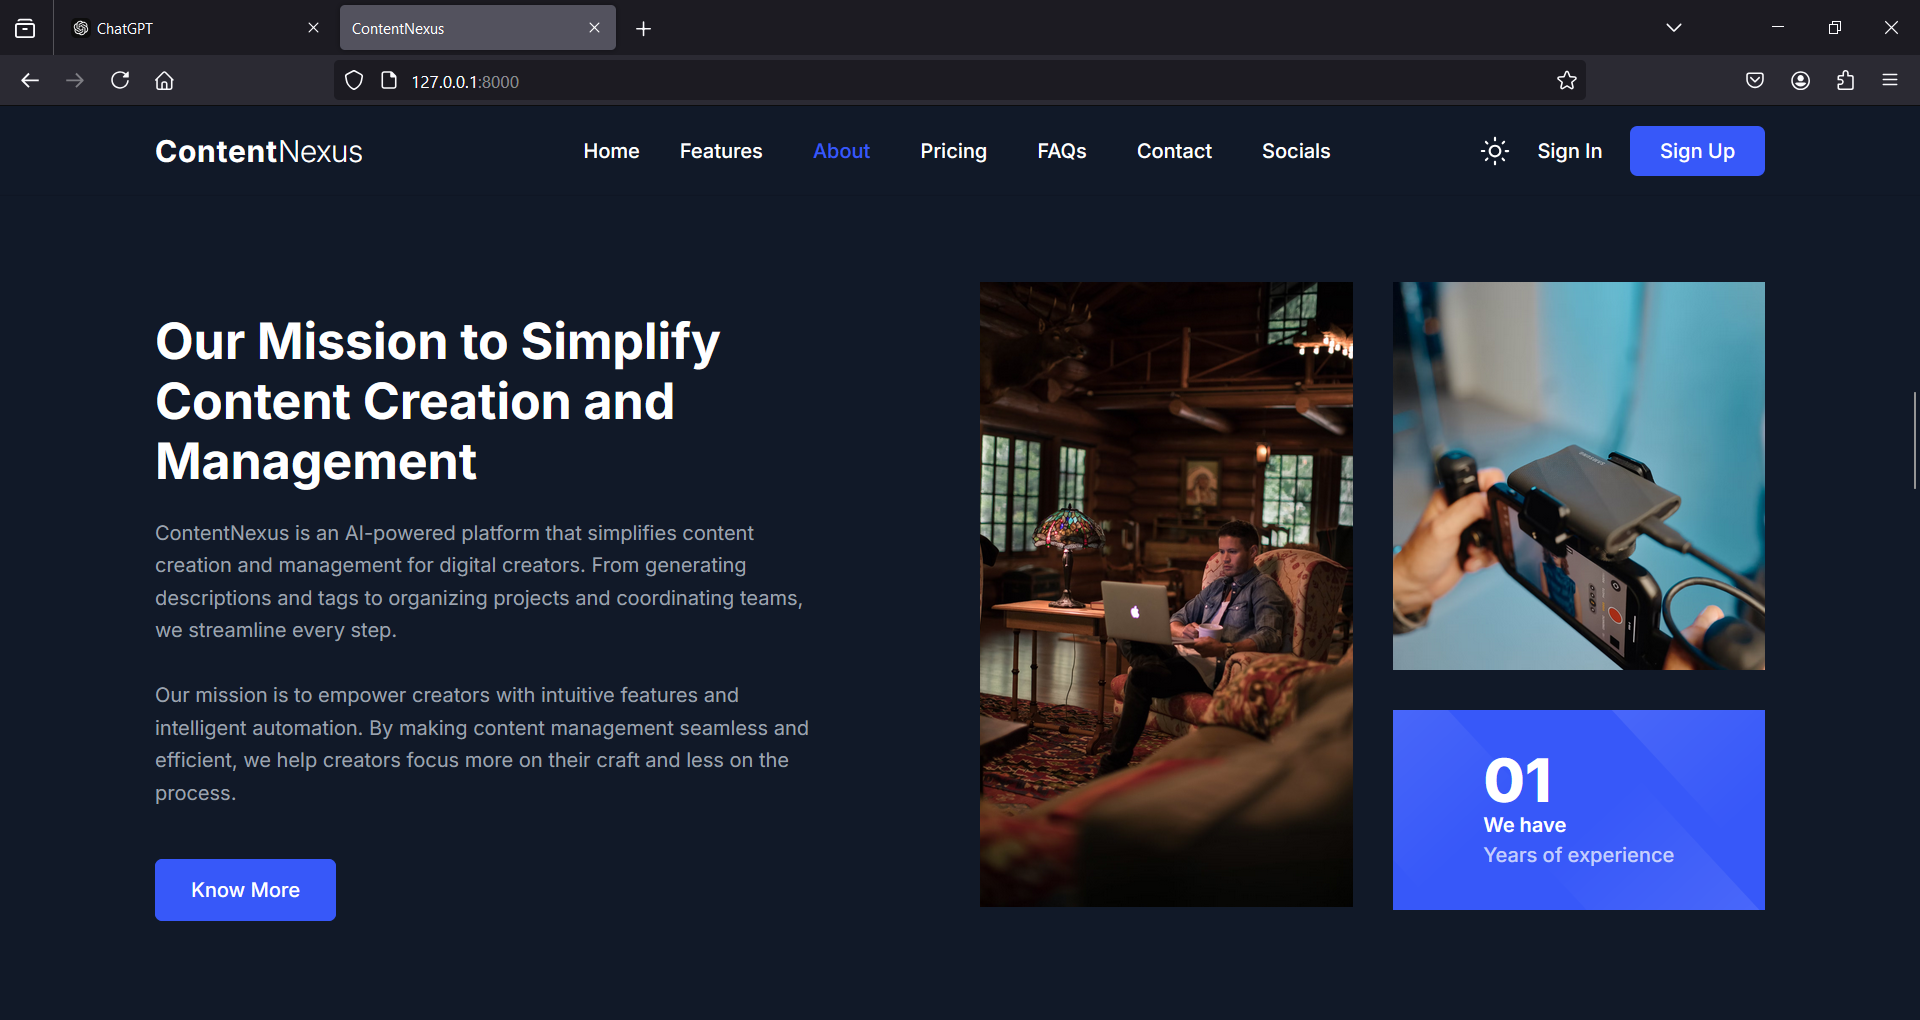 ChatGPT
ContentNexus
127.0.0.1:8000
ContentNexus
Home Features About Pricing FAQs Contact Socials
Sign In Sign Up
Our Mission to Simplify
Content Creation and
Management
ContentNexus is an AI-powered platform that simplifies content
creation and management for digital creators. From generating
descriptions and tags to organizing projects and coordinating teams,
we streamline every step.
Our mission is to empower creators with intuitive features and
intelligent automation. By making content management seamless and
efficient, we help creators focus more on their craft and less on the
process.
Know More
SAMSUNG
01
We have
Years of experience